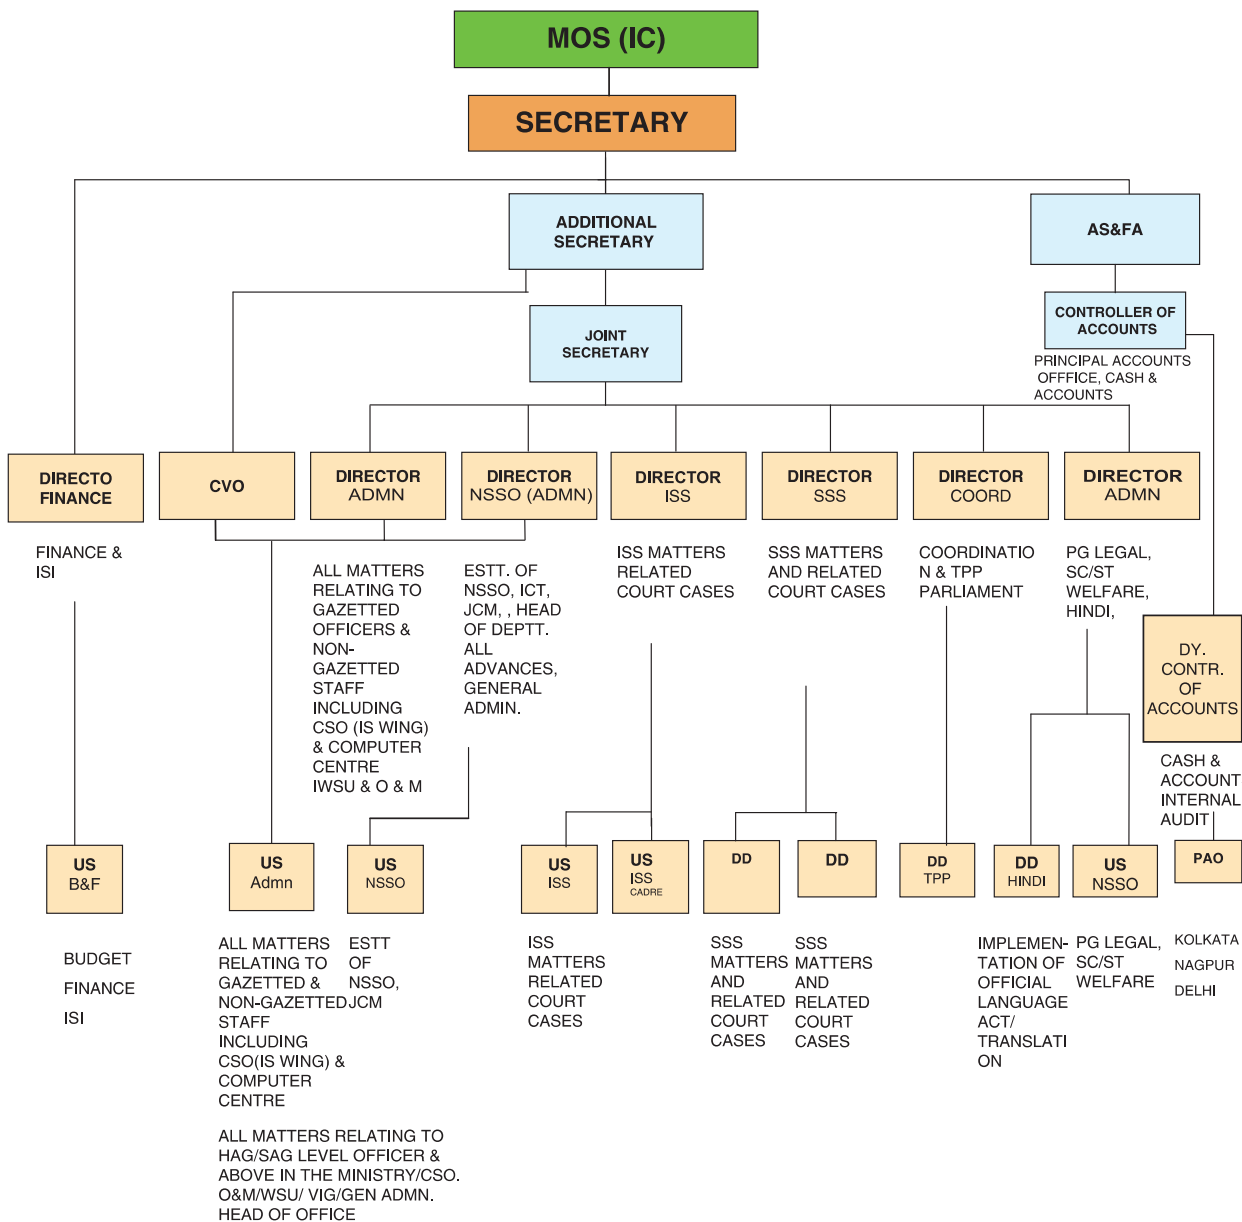 MOS (IC)
SECRETARY
ADDITIONAL
SECRETARY
AS&FA
JOINT
SECRETARY
CONTROLLER OF
ACCOUNTS
PRINCIPAL ACCOUNTS
OFFFICE, CASH &
ACCOUNTS
DIRECTO
FINANCE
CVO
DIRECTOR
ADMN
DIRECTOR
NSSO (ADMN)
DIRECTOR
ISS
DIRECTOR
SSS
DIRECTOR
COORD
DIRECTOR
ADMN
FINANCE &
ISI
ALL MATTERS
RELATING TO
GAZETTED
OFFICERS &
NON-
GAZETTED
STAFF
INCLUDING
CSO (IS WING)
& COMPUTER
CENTRE
IWSU & O & M
ESTT. OF
NSSO, ICT,
JCM, , HEAD
OF DEPTT.
ALL
ADVANCES,
GENERAL
ADMIN.
ISS MATTERS
RELATED
COURT CASES
SSS MATTERS
AND RELATED
COURT CASES
COORDINATIO
N & TPP
PARLIAMENT
PG LEGAL,
SC/ST
WELFARE,
HINDI,
DY.
CONTR.
OF
ACCOUNTS
CASH &
ACCOUNT
INTERNAL
AUDIT
US
B&F
US
Admn
US
NSSO
US
ISS
US
ISS
CADRE
DD
DD
DD
TPP
DD
HINDI
US
NSSO
PAO
BUDGET
FINANCE
ISI
ALL MATTERS
RELATING TO
GAZETTED &
NON-GAZETTED
STAFF
INCLUDING
CSO(IS WING) &
COMPUTER
CENTRE
ALL MATTERS RELATING TO
HAG/SAG LEVEL OFFICER &
ABOVE IN THE MINISTRY/CSO.
O&M/WSU/ VIG/GEN ADMN.
HEAD OF OFFICE
ESTT
OF
NSSO,
JCM
ISS
MATTERS
RELATED
COURT
CASES
SSS
MATTERS
AND
RELATED
COURT
CASES
SSS
MATTERS
AND
RELATED
COURT
CASES
IMPLEMEN-
TATION OF
OFFICIAL
LANGUAGE
ACT/
TRANSLATI
ON
PG LEGAL,
SC/ST
WELFARE
KOLKATA
NAGPUR
DELHI